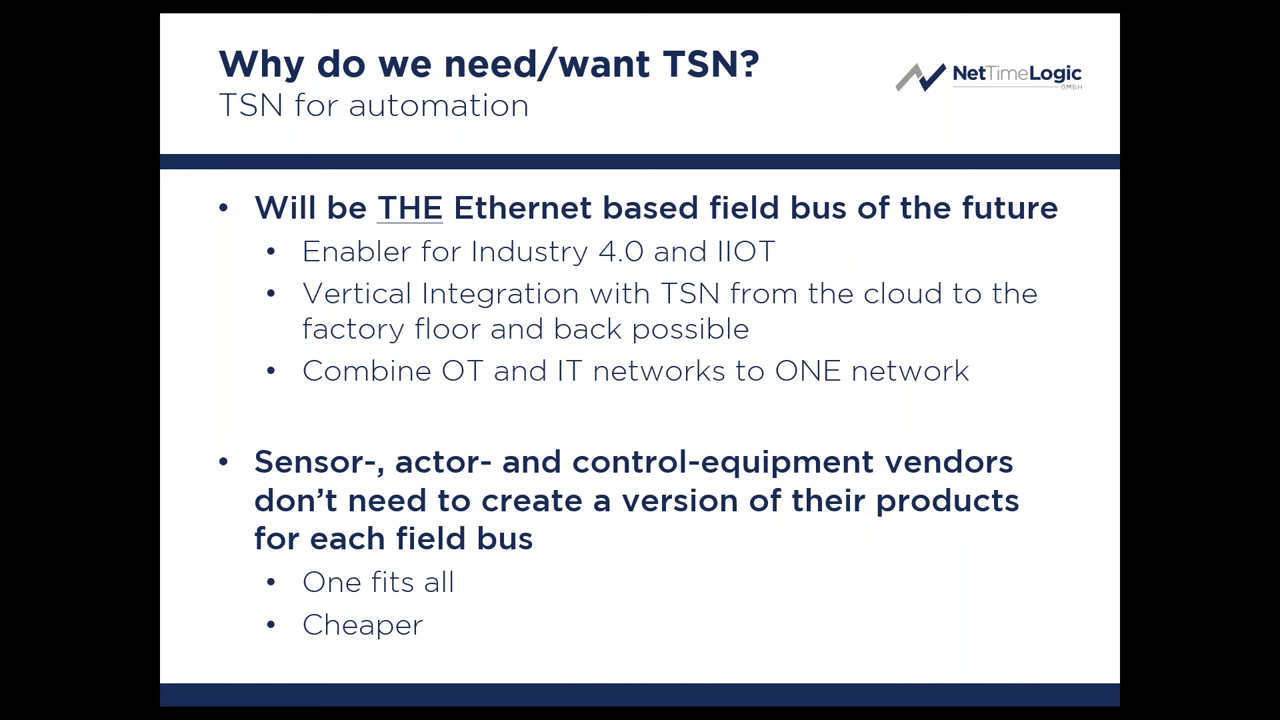 Why do we need/want TSN?
TSN for automation
NetTimeLogic
GMBH
• Will be THE Ethernet based field bus of the future
• Enabler for Industry 4.0 and IIOT
• Vertical Integration with TSN from the cloud to the
factory floor and back possible
• Combine OT and IT networks to ONE network
• Sensor-, actor- and control-equipment vendors
don’t need to create a version of their products
for each field bus
• One fits all
• Cheaper